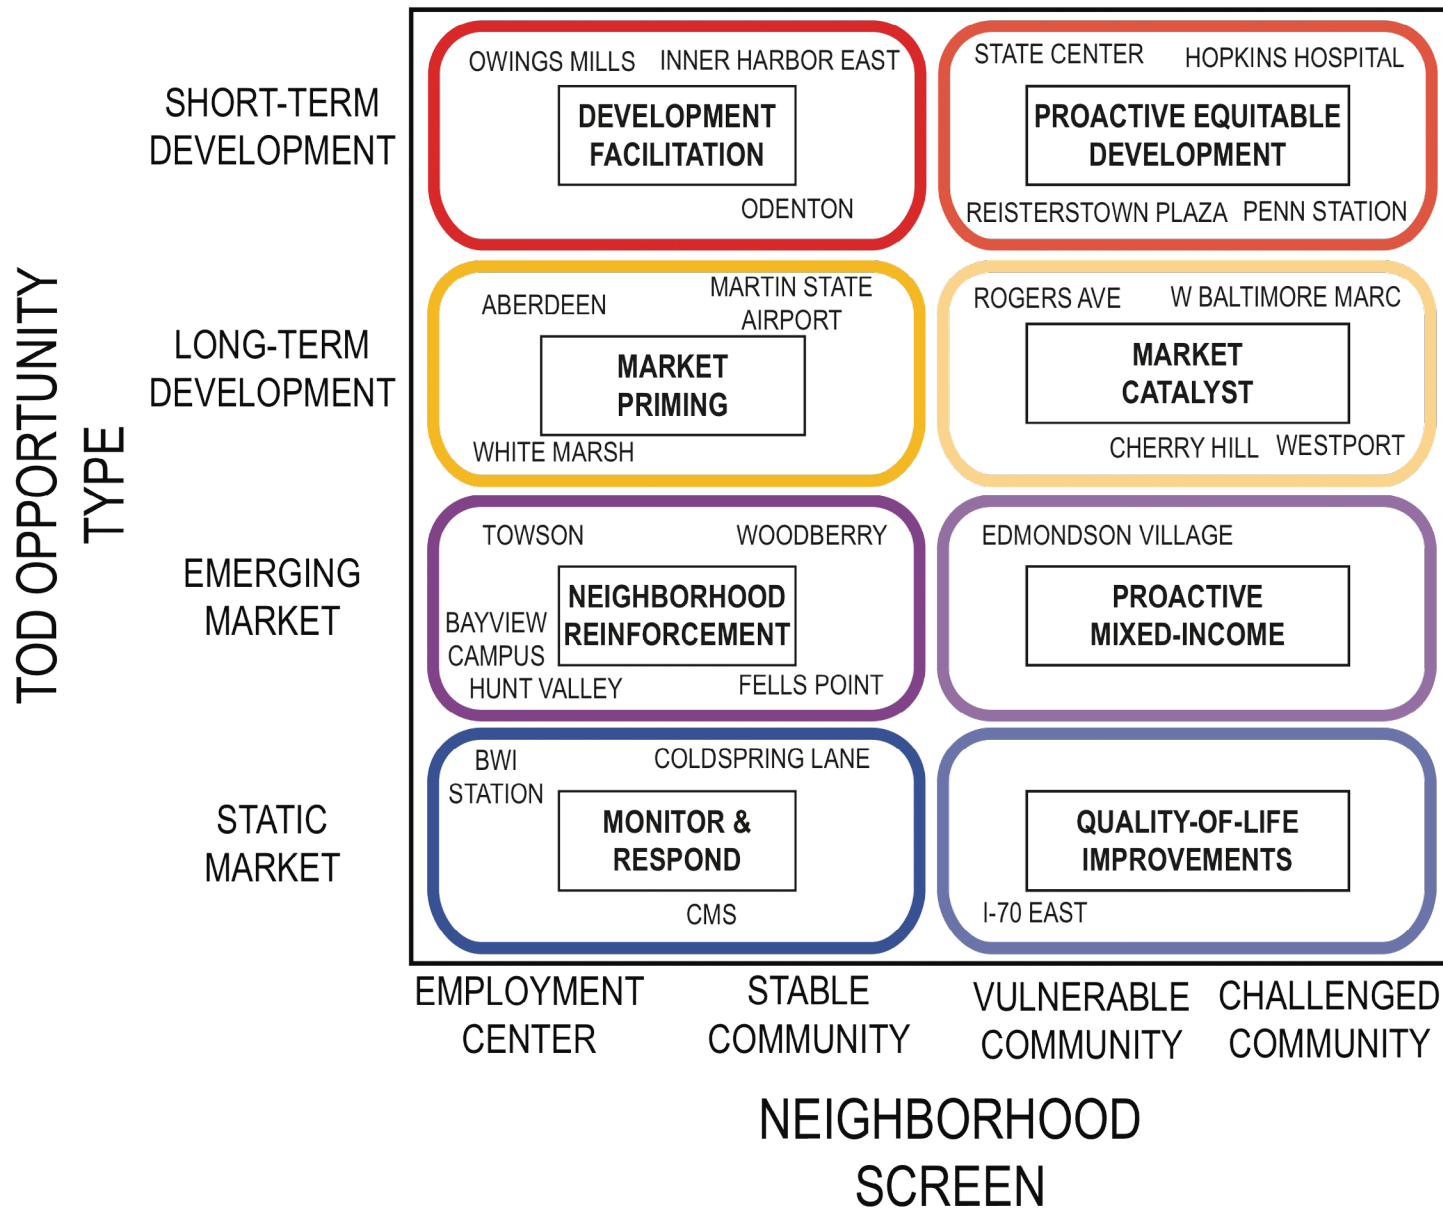 OWINGS MILLS
INNER HARBOR EAST
DEVELOPMENT
FACILITATION
ODENTON
STATE CENTER
HOPKINS HOSPITAL
PROACTIVE EQUITABLE
DEVELOPMENT
REISTERSTOWN PLAZA
PENN STATION
SHORT-TERM
DEVELOPMENT
ABERDEEN
MARTIN STATE
AIRPORT
MARKET
PRIMING
WHITE MARSH
ROGERS AVE
W BALTIMORE MARC
MARKET
CATALYST
CHERRY HILL
WESTPORT
LONG-TERM
DEVELOPMENT
TOD OPPORTUNITY
TYPE
TOWSON
WOODBERRY
NEIGHBORHOOD
REINFORCEMENT
BAYVIEW
CAMPUS
HUNT VALLEY
FELLS POINT
EDMONDSON VILLAGE
PROACTIVE
MIXED-INCOME
EMERGING
MARKET
BWI
STATION
COLDSPRING LANE
MONITOR &
RESPOND
CMS
QUALITY-OF-LIFE
IMPROVEMENTS
I-70 EAST
STATIC
MARKET
EMPLOYMENT
CENTER
STABLE
COMMUNITY
VULNERABLE
COMMUNITY
CHALLENGED
COMMUNITY
NEIGHBORHOOD
SCREEN